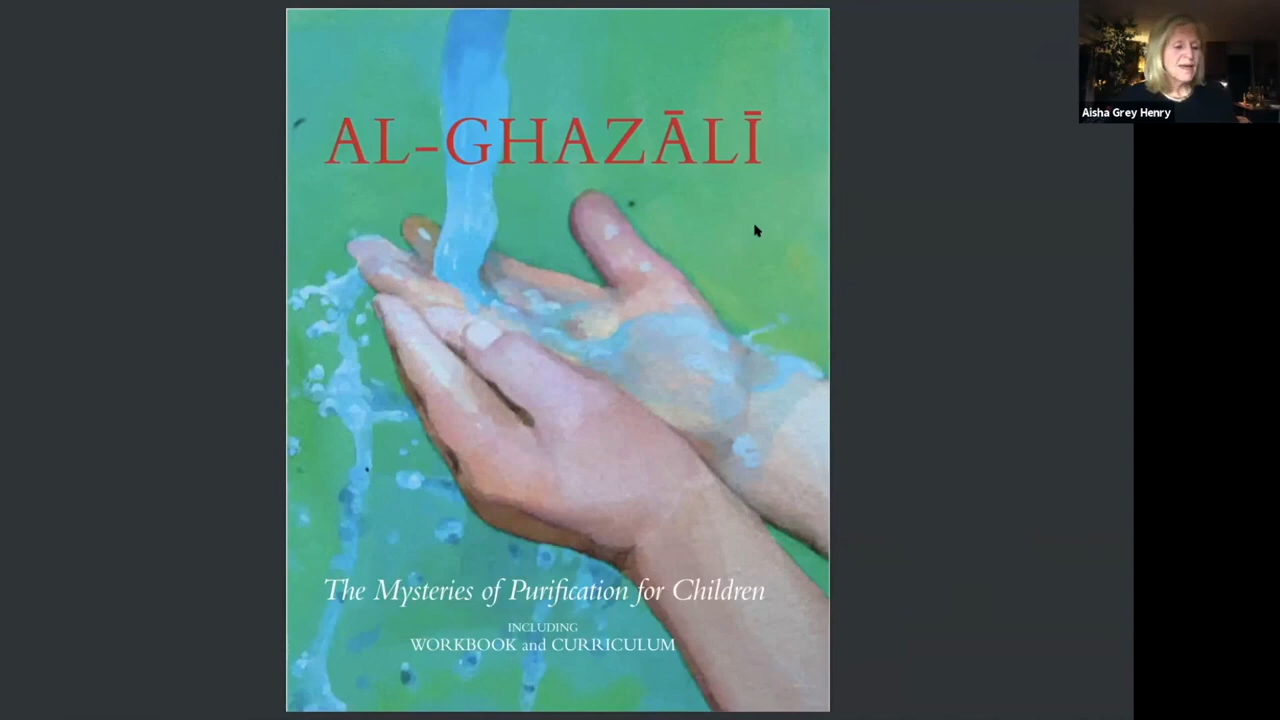 AL-GHAZĀLĪ
The Mysteries of Purification for Children
INCLUDING
WORKBOOK and CURRICULUM
Aisha Grey Henry